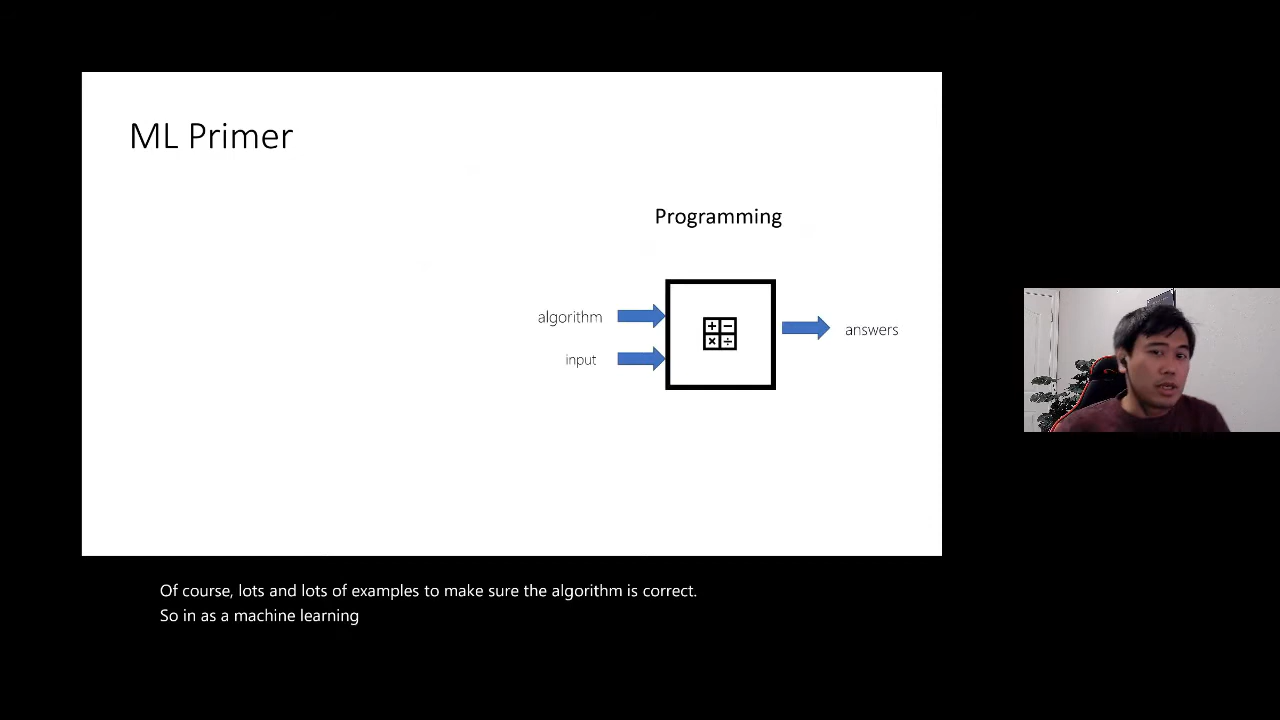 ML Primer
Programming
algorithm
input
answers
Of course, lots and lots of examples to make sure the algorithm is correct.
So in as a machine learning